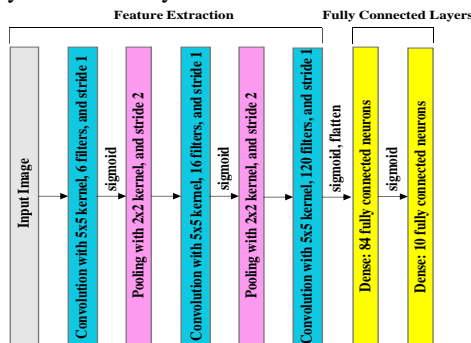 Feature Extraction
Fully Connected Layers
Input Image
Convolution with 5x5 kernel, 6 filters, and stride 1
sigmoid
Pooling with 2x2 kernel, and stride 2
Convolution with 5x5 kernel, 16 filters, and stride 1
sigmoid
Pooling with 2x2 kernel, and stride 2
Convolution with 5x5 kernel, 120 filters, and stride 1
sigmoid, flatten
Dense: 84 fully connected neurons
sigmoid
Dense: 10 fully connected neurons